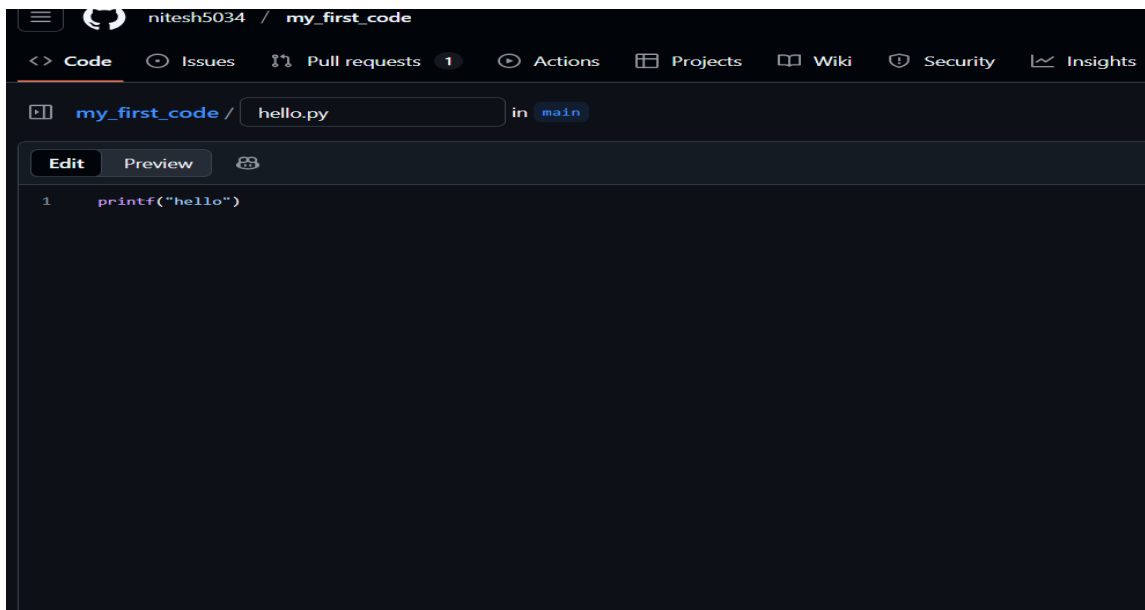 nitesh5034 / my_first_code
<> Code Issues Pull requests 1 Actions Projects Wiki Security Insights
my_first_code / hello.py in main
Edit Preview
1 printf("hello")